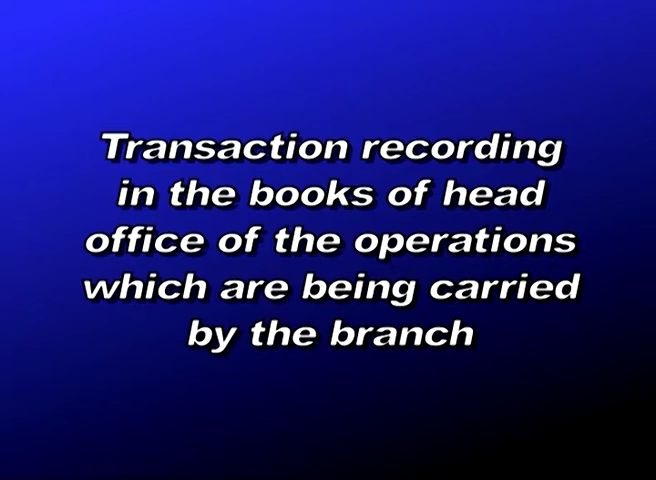 Transaction recording
in the books of head
office of the operations
which are being carried
by the branch